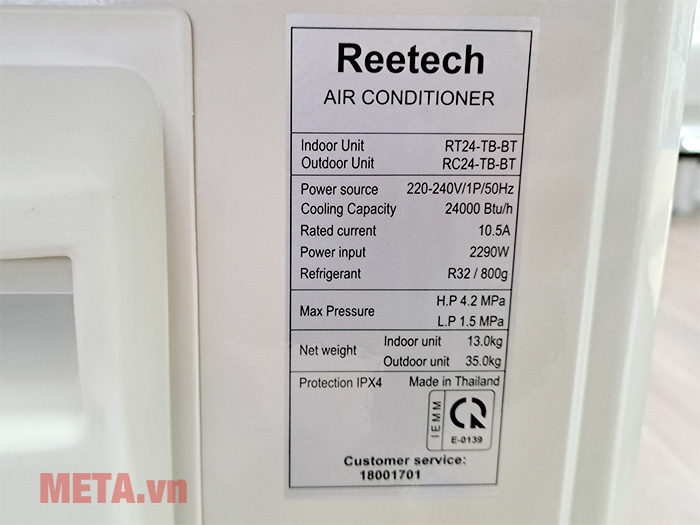 Reetech
AIR CONDITIONER
Indoor Unit RT24-TB-BT
Outdoor Unit RC24-TB-BT
Power source 220-240V/1P/50Hz
Cooling Capacity 24000 Btu/h
Rated current 10.5A
Power input 2290W
Refrigerant R32 / 800g
Max Pressure H.P 4.2 MPa
L.P 1.5 MPa
Net weight Indoor unit 13.0kg
Outdoor unit 35.0kg
Protection IPX4 Made in Thailand
IEMM
E-0139
Customer service:
18001701
META.vn